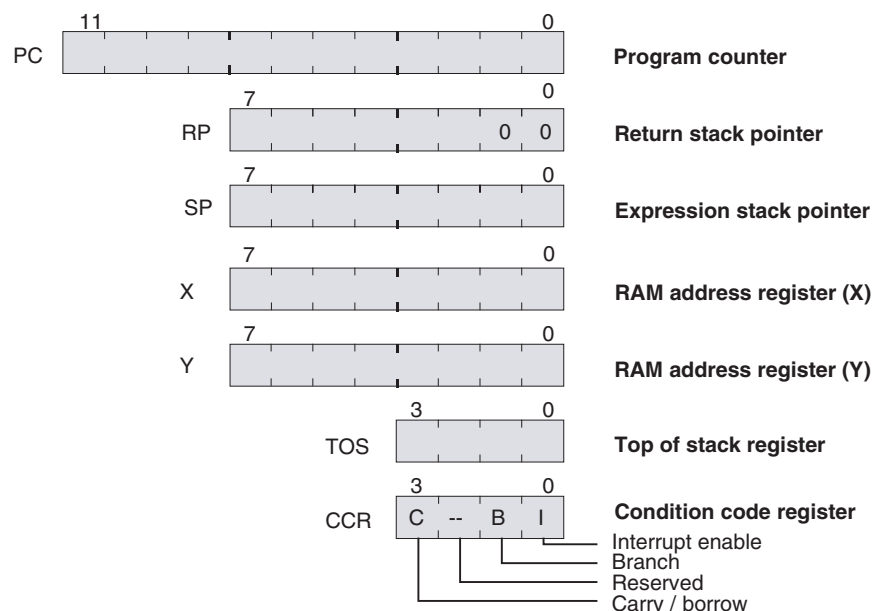 11 0
PC Program counter
7 0
RP 0 0 Return stack pointer
7 0
SP Expression stack pointer
7 0
X RAM address register (X)
7 0
Y RAM address register (Y)
3 0
TOS Top of stack register
3 0
CCR C -- B I Condition code register
Interrupt enable
Branch
Reserved
Carry / borrow